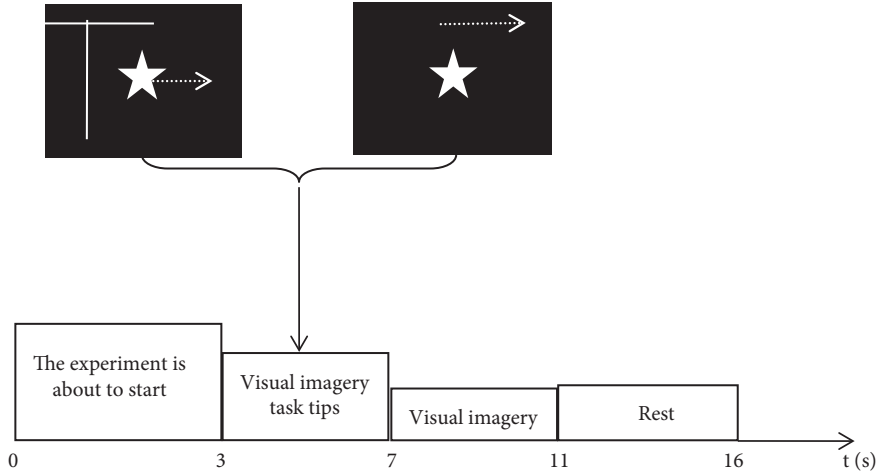 The experiment is
about to start
Visual imagery
task tips
Visual imagery
Rest
0
3
7
11
16
t (s)